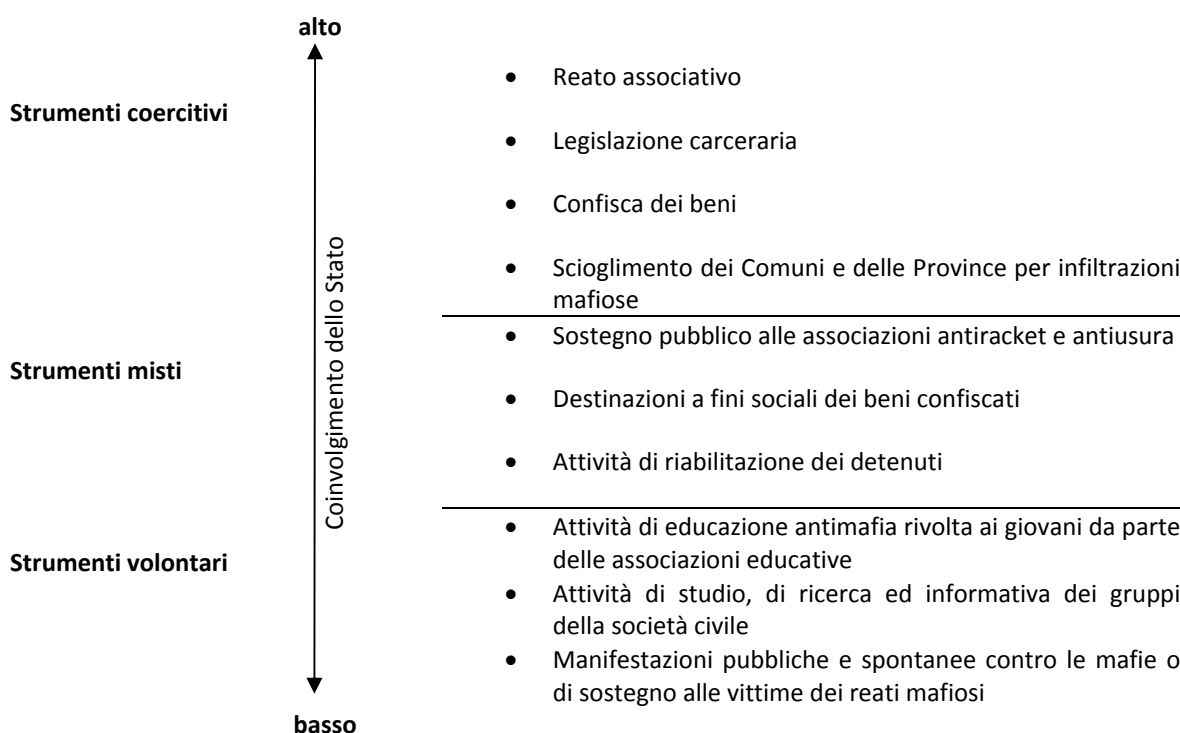 alto
Strumenti coercitivi
• Reato associativo
• Legislazione carceraria
• Confisca dei beni
• Scioglimento dei Comuni e delle Province per infiltrazioni
mafiose
Coinvolgimento dello Stato
Strumenti misti
• Sostegno pubblico alle associazioni antiracket e antiusura
• Destinazioni a fini sociali dei beni confiscati
• Attività di riabilitazione dei detenuti
Strumenti volontari
• Attività di educazione antimafia rivolta ai giovani da parte
delle associazioni educative
• Attività di studio, di ricerca ed informativa dei gruppi
della società civile
• Manifestazioni pubbliche e spontanee contro le mafie o
di sostegno alle vittime dei reati mafiosi
basso